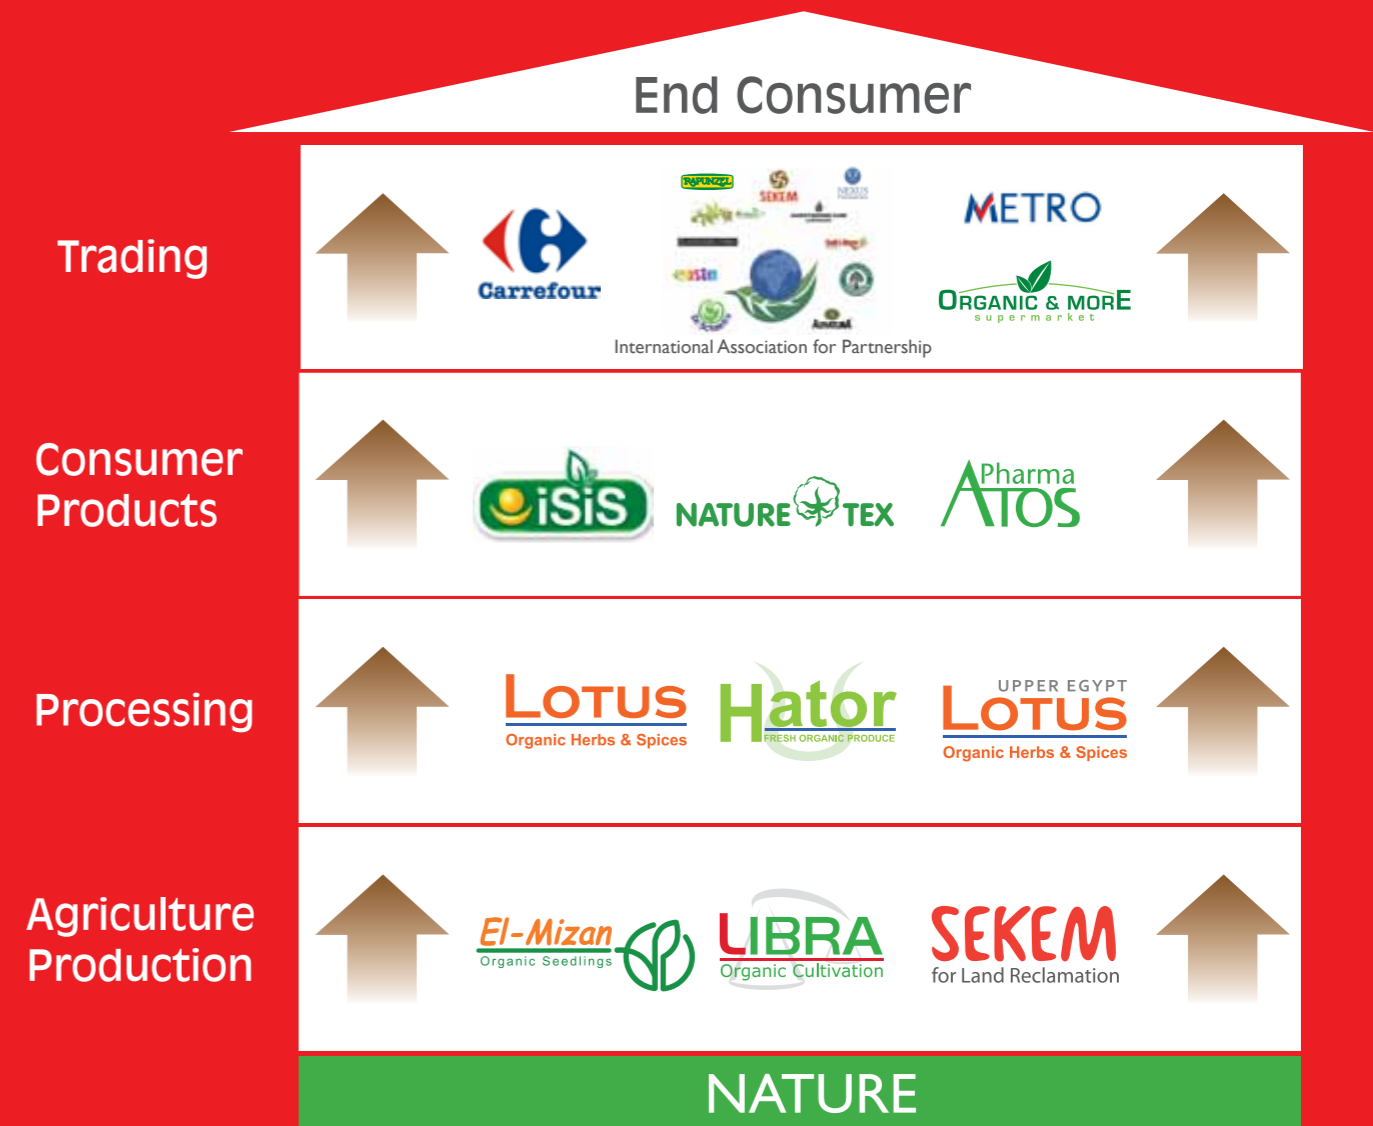 End Consumer
Trading
Carrefour
RAPUNZEL
SEKEM
NEXUS
METRO
ORGANIC & MORE
supermarket
International Association for Partnership
Consumer
Products
iSiS
NATURE TEX
Pharma
ATOS
Processing
LOTUS
Organic Herbs & Spices
Hator
FRESH ORGANIC PRODUCE
UPPER EGYPT
LOTUS
Organic Herbs & Spices
Agriculture
Production
El-Mizan
Organic Seedlings
LIBRA
Organic Cultivation
SEKEM
for Land Reclamation
NATURE